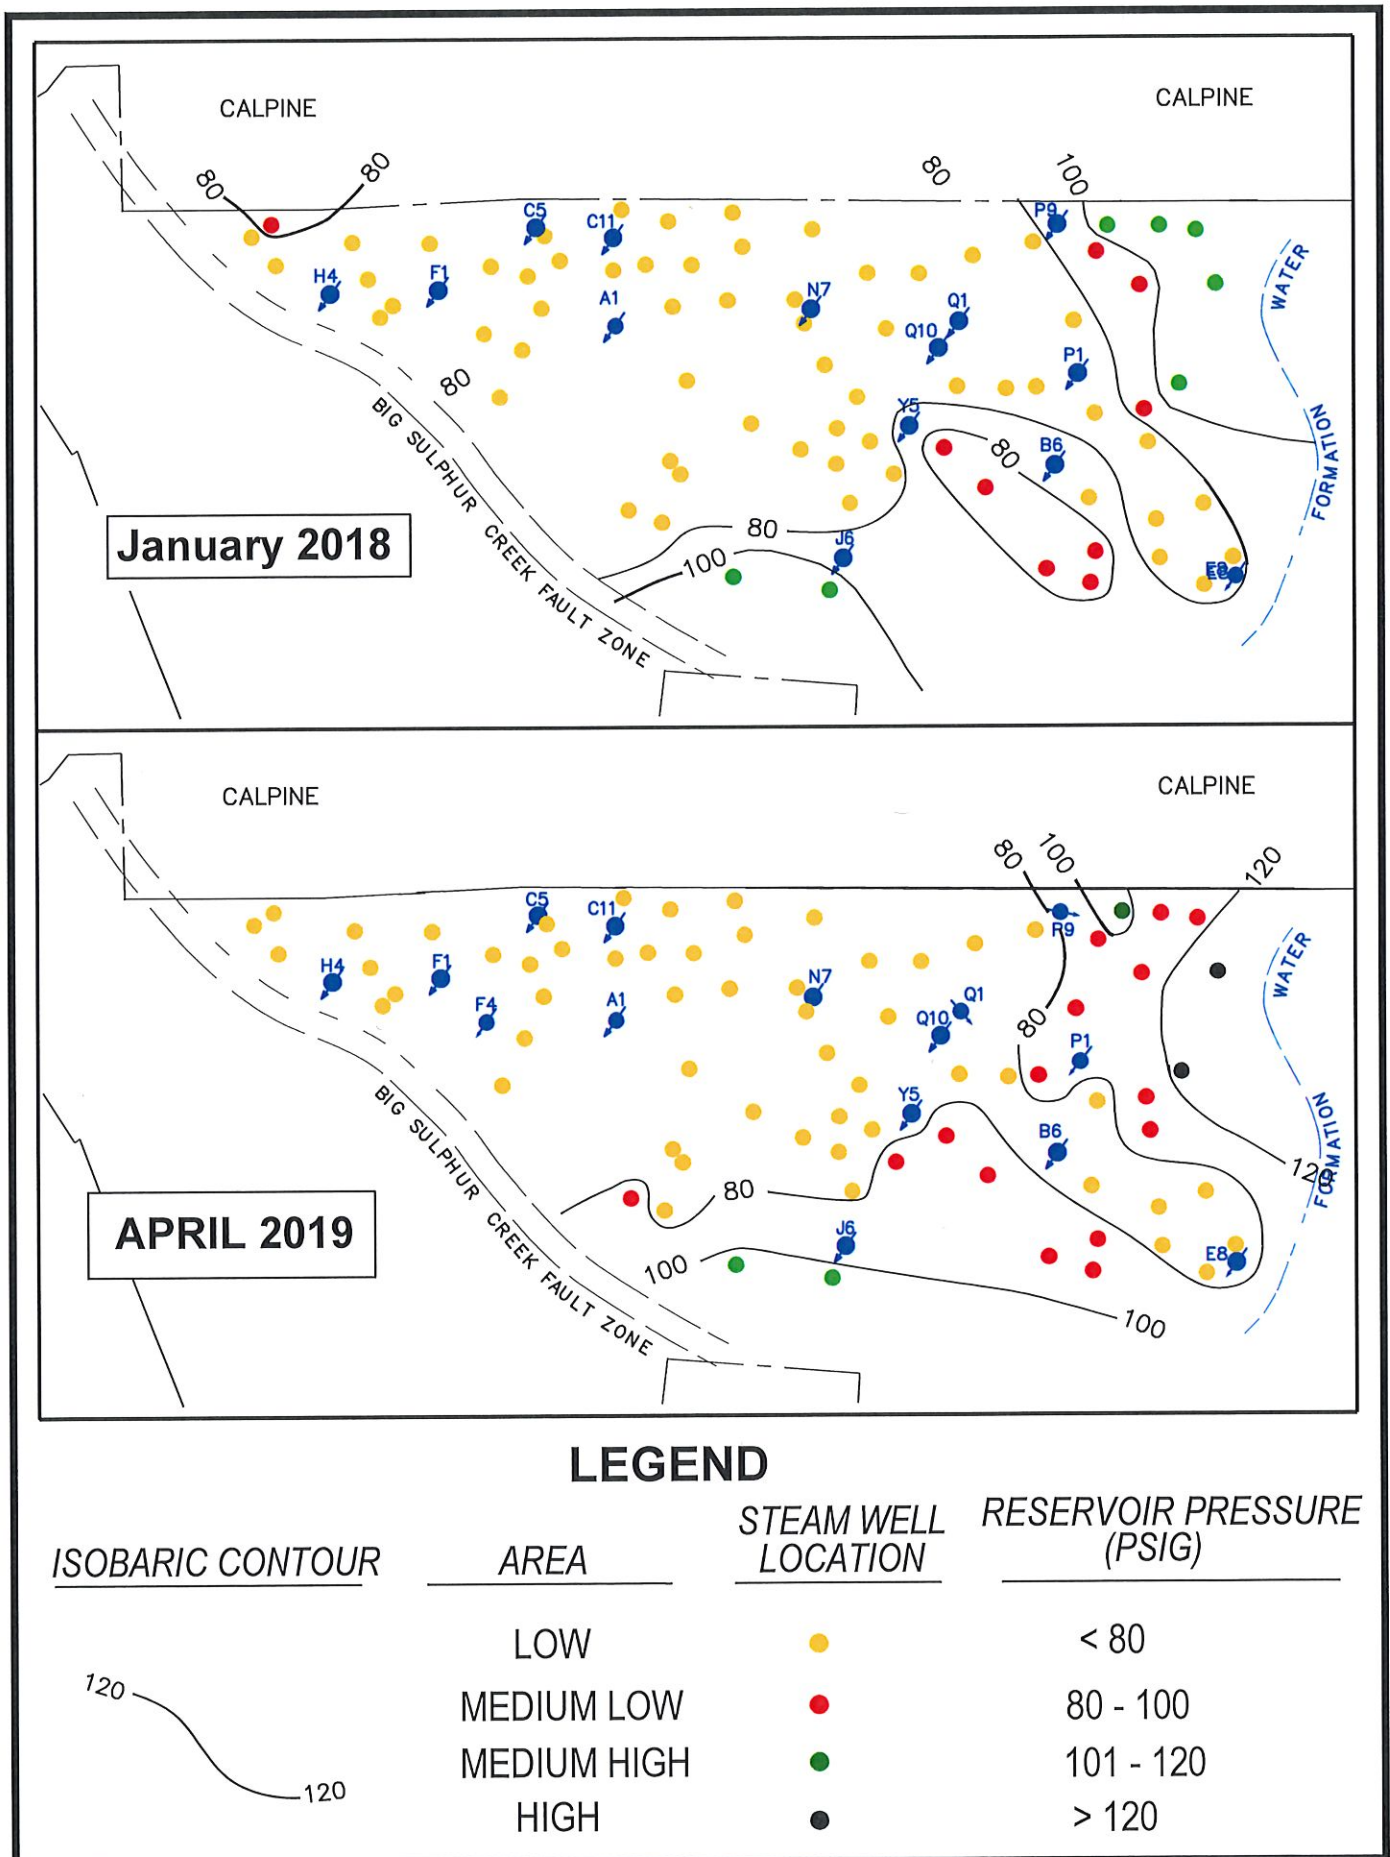 CALPINE
CALPINE
80
80
80
100
C5
C11
P9
H4
F1
A1
N7
Q1
Q10
P1
WATER
80
Y5
80
B6
FORMATION
BIG SULPHUR CREEK FAULT ZONE
January 2018
80
100
J6
E8
CALPINE
CALPINE
80
100
120
C5
C11
R9
H4
F1
F4
A1
N7
Q10
Q1
80
P1
WATER
Y5
B6
120
FORMATION
BIG SULPHUR CREEK FAULT ZONE
80
APRIL 2019
100
J6
E8
100
LEGEND
ISOBARIC CONTOUR
AREA
STEAM WELL
LOCATION
RESERVOIR PRESSURE
(PSIG)
LOW
< 80
120
MEDIUM LOW
80 - 100
MEDIUM HIGH
101 - 120
120
HIGH
> 120